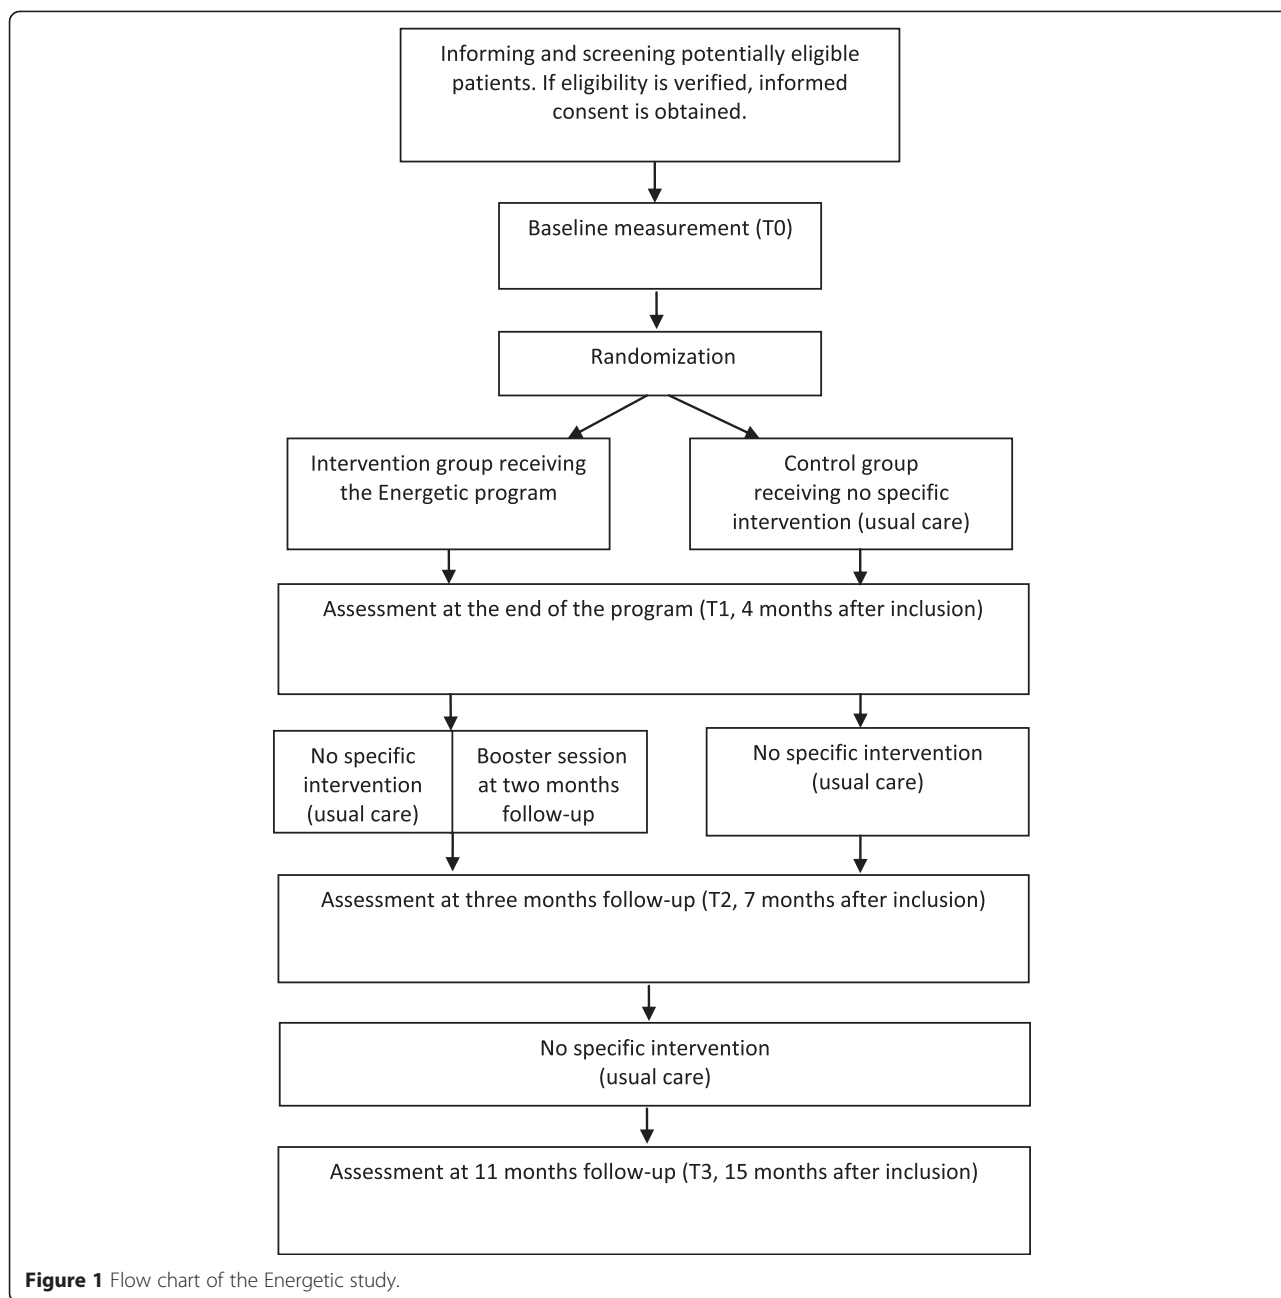 Informing and screening potentially eligible
patients. If eligibility is verified, informed
consent is obtained.
Baseline measurement (T0)
Randomization
Intervention group receiving
the Energetic program
Control group
receiving no specific
intervention (usual care)
Assessment at the end of the program (T1, 4 months after inclusion)
No specific
intervention
(usual care)
Booster session
at two months
follow-up
No specific intervention
(usual care)
Assessment at three months follow-up (T2, 7 months after inclusion)
No specific intervention
(usual care)
Assessment at 11 months follow-up (T3, 15 months after inclusion)
Figure 1 Flow chart of the Energetic study.